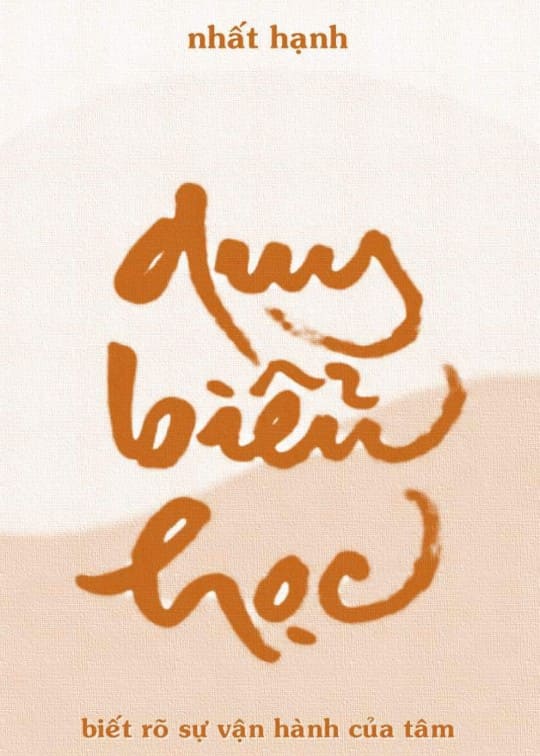 nhất hạnh
duy
biểu
học
biết rõ sự vận hành của tâm